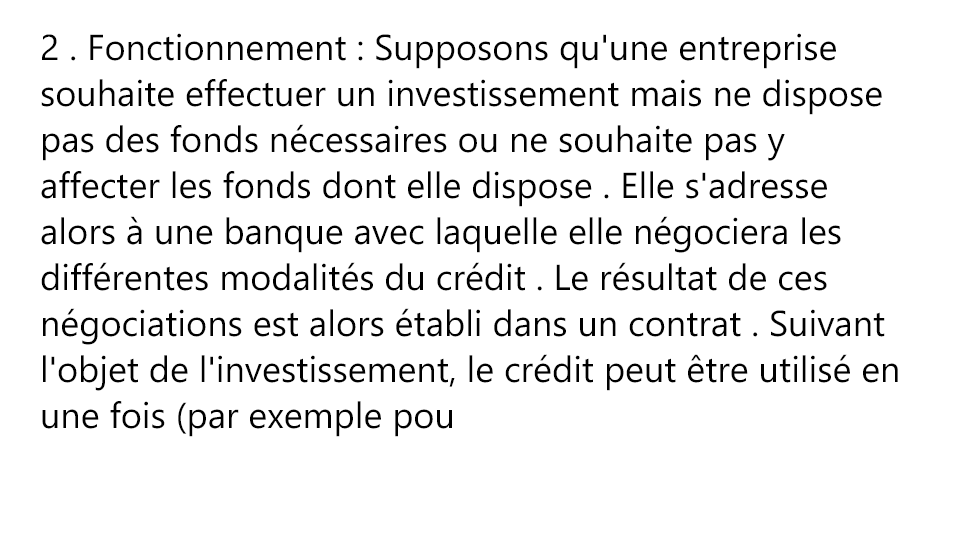 2 . Fonctionnement : Supposons qu'une entreprise
souhaite effectuer un investissement mais ne dispose
pas des fonds nécessaires ou ne souhaite pas y
affecter les fonds dont elle dispose . Elle s'adresse
alors à une banque avec laquelle elle négociera les
différentes modalités du crédit . Le résultat de ces
négociations est alors établi dans un contrat . Suivant
l'objet de l'investissement, le crédit peut être utilisé en
une fois (par exemple pou